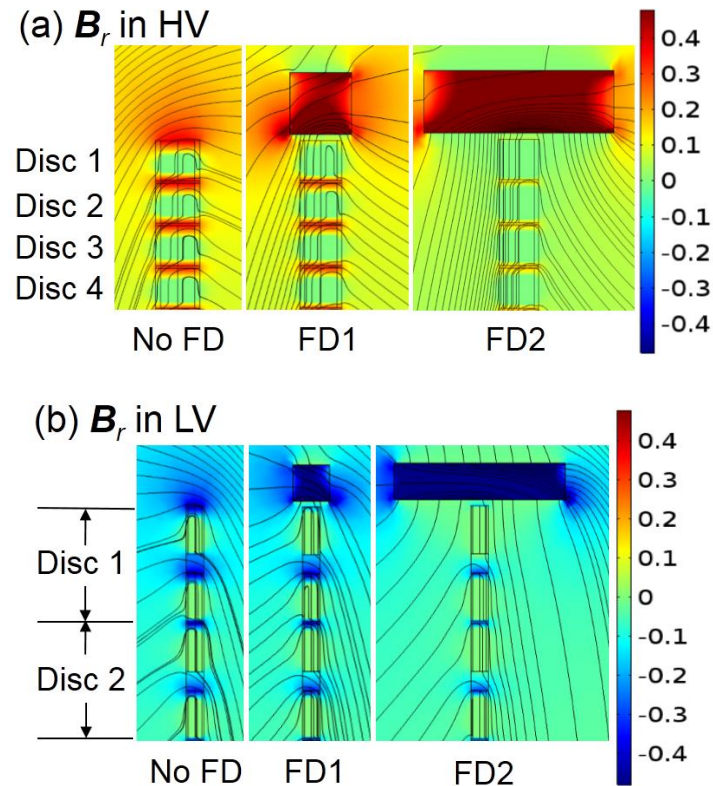 (a) B_r in HV
Disc 1
Disc 2
Disc 3
Disc 4
No FD
FD1
FD2
0.4
0.3
0.2
0.1
0
-0.1
-0.2
-0.3
-0.4
(b) B_r in LV
Disc 1
Disc 2
No FD
FD1
FD2
0.4
0.3
0.2
0.1
0
-0.1
-0.2
-0.3
-0.4